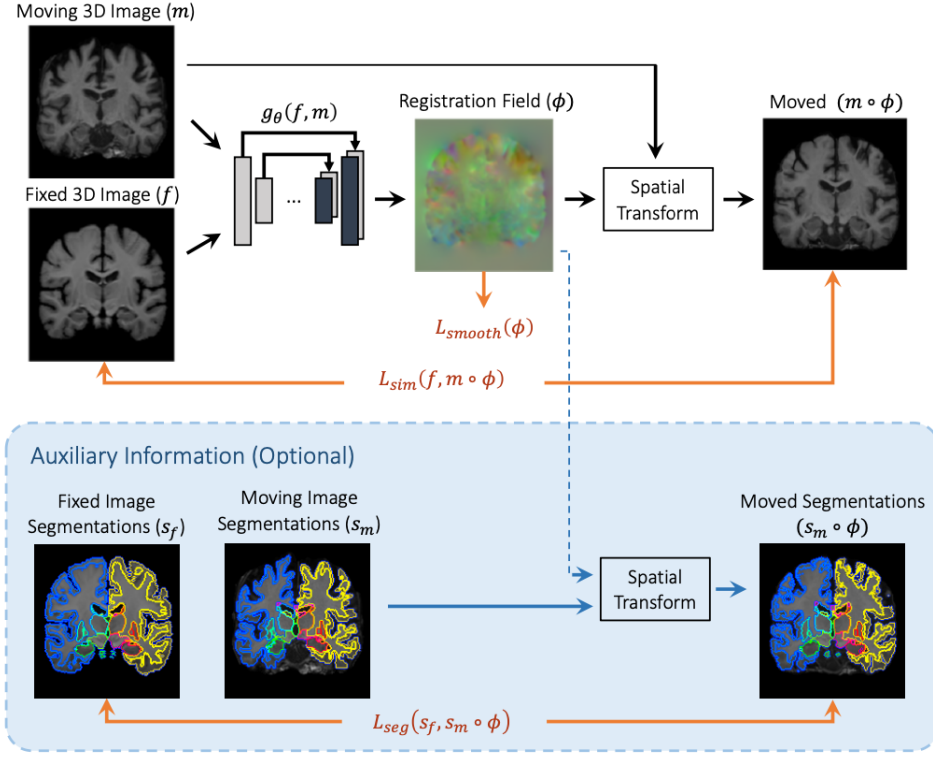 Moving 3D Image (m)
g_θ(f, m)
Registration Field (ϕ)
Moved (m ∘ ϕ)
Fixed 3D Image (f)
...
Spatial
Transform
L_smooth(ϕ)
L_sim(f, m ∘ ϕ)
Auxiliary Information (Optional)
Fixed Image
Segmentations (s_f)
Moving Image
Segmentations (s_m)
Moved Segmentations
(s_m ∘ ϕ)
Spatial
Transform
L_seg(s_f, s_m ∘ ϕ)